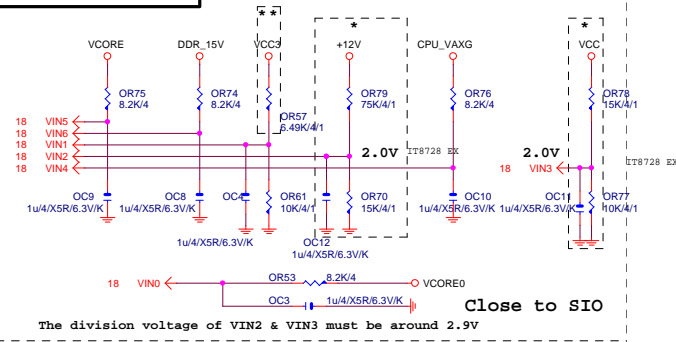 **
*
*
VCORE
DDR_15V
VCC3
+12V
CPU_VAXG
VCC
OR75
8.2K/4
OR74
8.2K/4
OR57
6.49K/4/1
OR79
75K/4/1
OR76
8.2K/4
OR78
15K/4/1
18 VIN5
18 VIN6
18 VIN1
18 VIN2
18 VIN4
2.0V
IT8728 EX
2.0V
18 VIN3
IT8728 EX
OC9
1u/4/X5R/6.3V/K
OC8
1u/4/X5R/6.3V/K
OC4
1u/4/X5R/6.3V/K
OR61
10K/4/1
OC12
1u/4/X5R/6.3V/K
OR70
15K/4/1
OC10
1u/4/X5R/6.3V/K
OC11
1u/4/X5R/6.3V/K
OR77
10K/4/1
18 VIN0
OR53
8.2K/4
VCORE0
OC3
1u/4/X5R/6.3V/K
Close to SIO
The division voltage of VIN2 & VIN3 must be around 2.9V